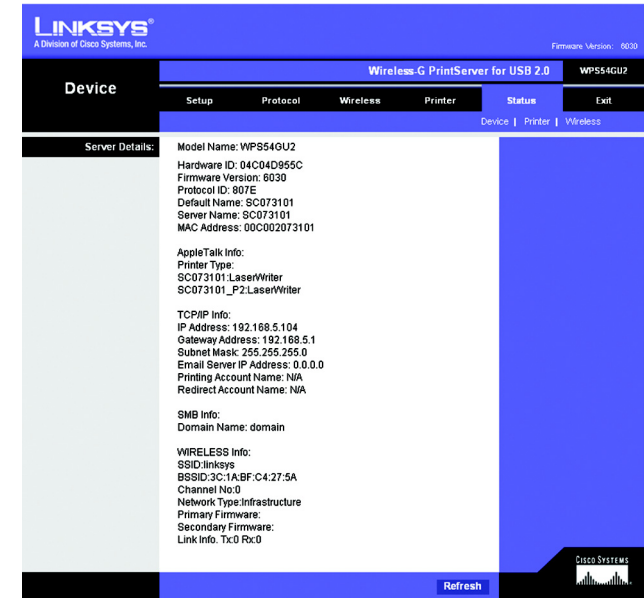 LINKSYS®
A Division of Cisco Systems, Inc.
Firmware Version: 6030
Wireless-G PrintServer for USB 2.0 WPS54GU2
Device
Setup Protocol Wireless Printer Status Exit
Device | Printer | Wireless
Server Details:
Model Name: WPS54GU2
Hardware ID: 04C04D955C
Firmware Version: 6030
Protocol ID: 807E
Default Name: SC073101
Server Name: SC073101
MAC Address: 00C002073101
AppleTalk Info:
Printer Type:
SC073101:LaserWriter
SC073101_P2:LaserWriter
TCP/IP Info:
IP Address: 192.168.5.104
Gateway Address: 192.168.5.1
Subnet Mask: 255.255.255.0
Email Server IP Address: 0.0.0.0
Printing Account Name: N/A
Redirect Account Name: N/A
SMB Info:
Domain Name: domain
WIRELESS Info:
SSID:linksys
BSSID:3C:1A:BF:C4:27:5A
Channel No:0
Network Type:Infrastructure
Primary Firmware:
Secondary Firmware:
Link Info. Tx:0 Rx:0
Refresh
CISCO SYSTEMS